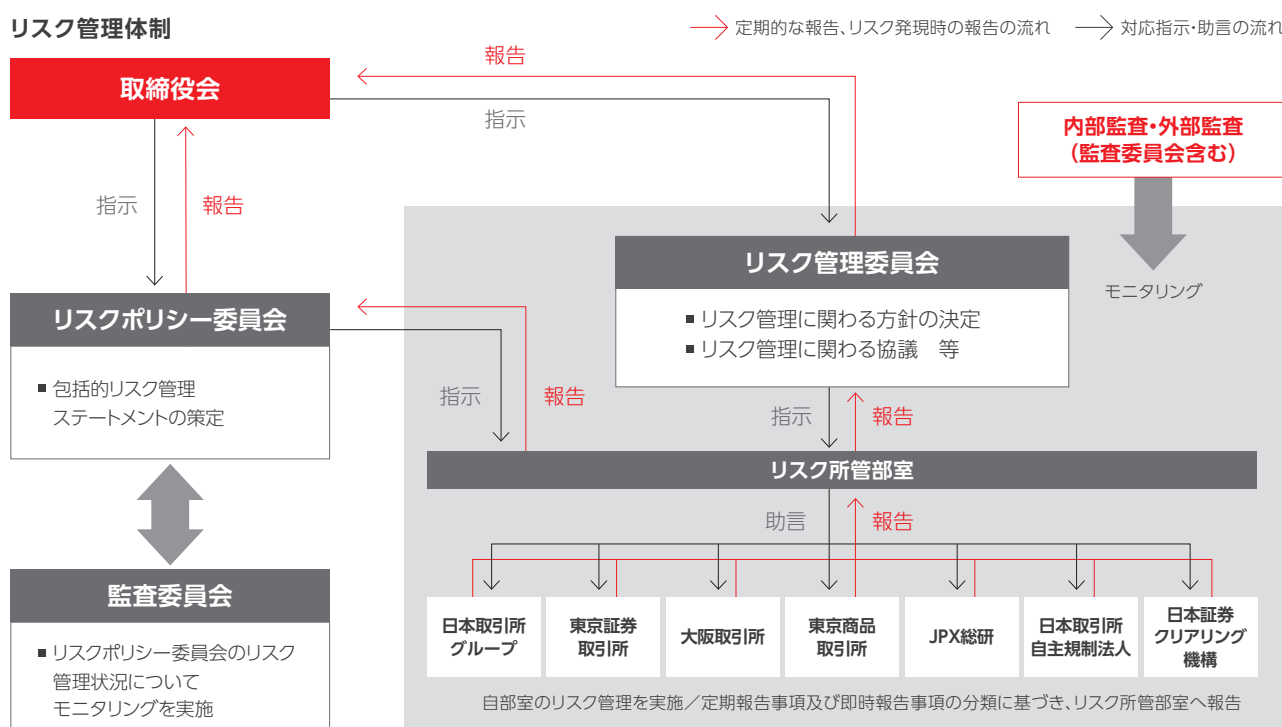 リスク管理体制
定期的な報告、リスク発現時の報告の流れ
対応指示・助言の流れ
取締役会
報告
指示
内部監査・外部監査
（監査委員会含む）
モニタリング
指示
報告
リスク管理委員会
■ リスク管理に関わる方針の決定
■ リスク管理に関わる協議　等
リスクポリシー委員会
■ 包括的リスク管理
ステートメントの策定
指示
報告
指示
報告
リスク所管部室
助言
報告
監査委員会
■ リスクポリシー委員会のリスク
管理状況について
モニタリングを実施
日本取引所
グループ
東京証券
取引所
大阪取引所
東京商品
取引所
JPX総研
日本取引所
自主規制法人
日本証券
クリアリング
機構
自部室のリスク管理を実施／定期報告事項及び即時報告事項の分類に基づき、リスク所管部室へ報告